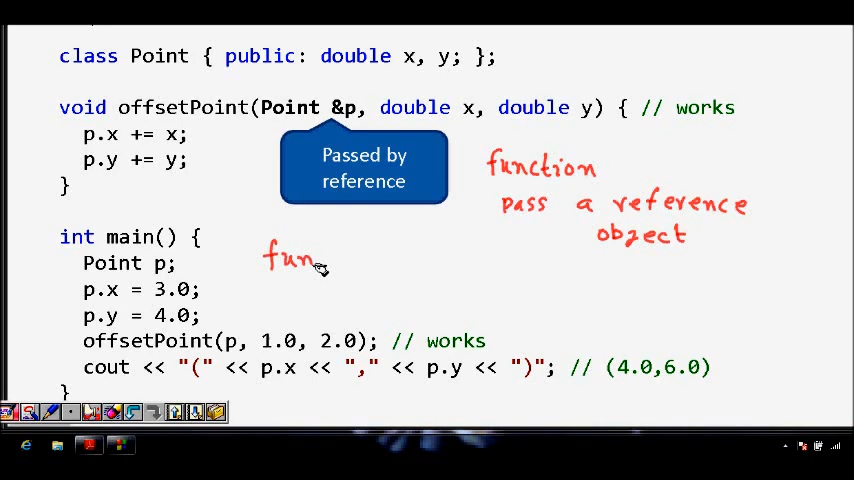 class Point { public: double x, y; };
void offsetPoint(Point &p, double x, double y) { // works
p.x += x;
p.y += y;
}
Passed by
reference
function
pass a reference
object
int main() {
Point p;
p.x = 3.0;
p.y = 4.0;
fun
offsetPoint(p, 1.0, 2.0); // works
cout << "(" << p.x << "," << p.y << ")"; // (4.0,6.0)
}